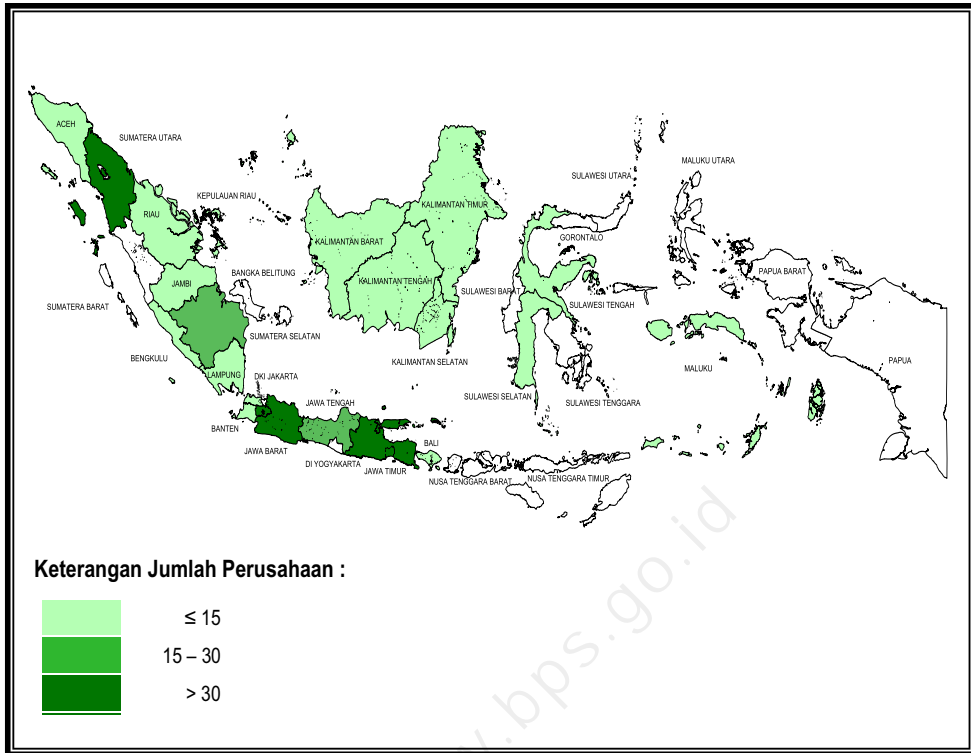 ACEH
SUMATERA UTARA
MALUKU UTARA
SULAWESI UTARA
KEPULAUAN RIAU
KALIMANTAN TIMUR
RIAU
GORONTALO
KALIMANTAN BARAT
BANGKA BELITUNG
PAPUA BARAT
JAMBI
KALIMANTAN TENGAH
SULAWESI BARAT
SULAWESI TENGAH
SUMATERA BARAT
SUMATERA SELATAN
BENGKULU
KALIMANTAN SELATAN
PAPUA
MALUKU
LAMPUNG
DKI JAKARTA
SULAWESI SELATAN
JAWA TENGAH
SULAWESI TENGGARA
BANTEN
BALI
JAWA BARAT
DI YOGYAKARTA
JAWA TIMUR
NUSA TENGGARA BARAT
NUSA TENGGARA TIMUR
Keterangan Jumlah Perusahaan :
≤ 15
15 – 30
> 30
w.bps.go.id